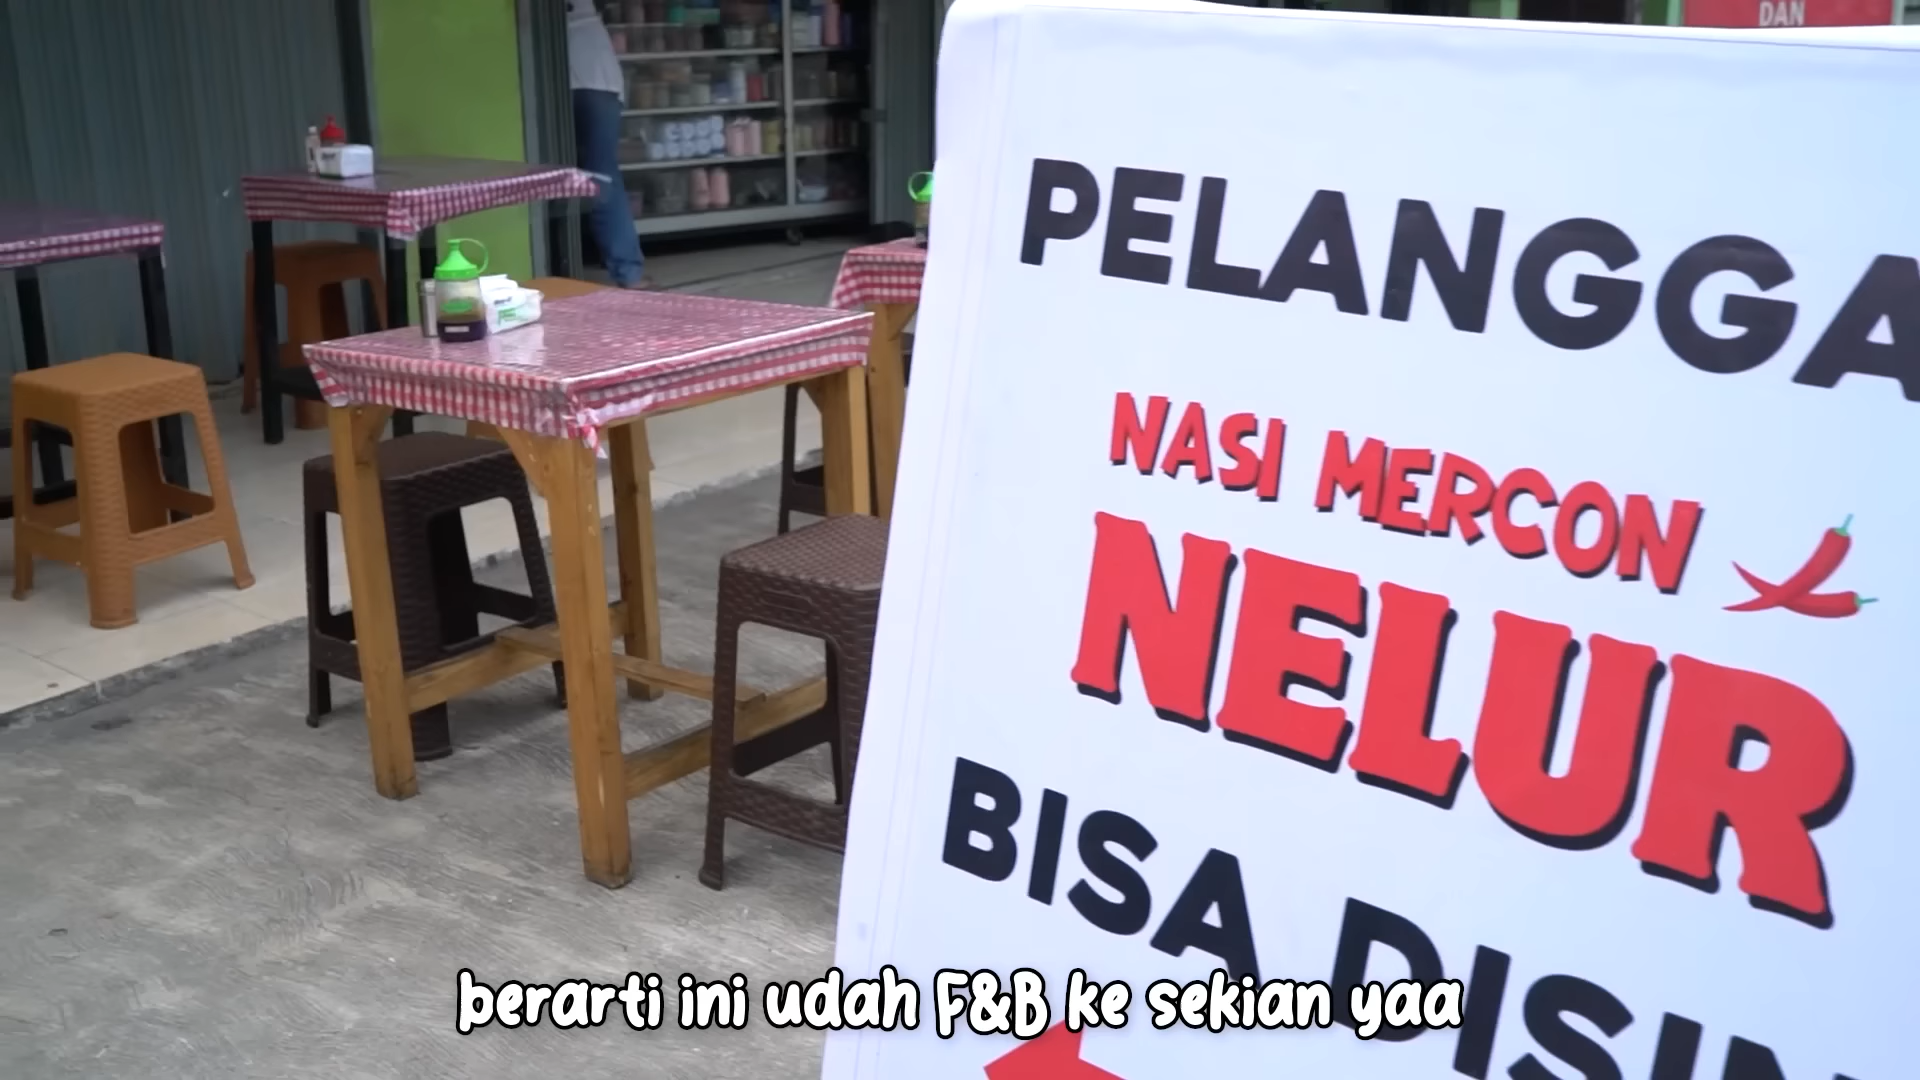 DAN
PELANGGA
NASI MERCON
NELUR
BISA DISIN
berarti ini udah F&B ke sekian yaa